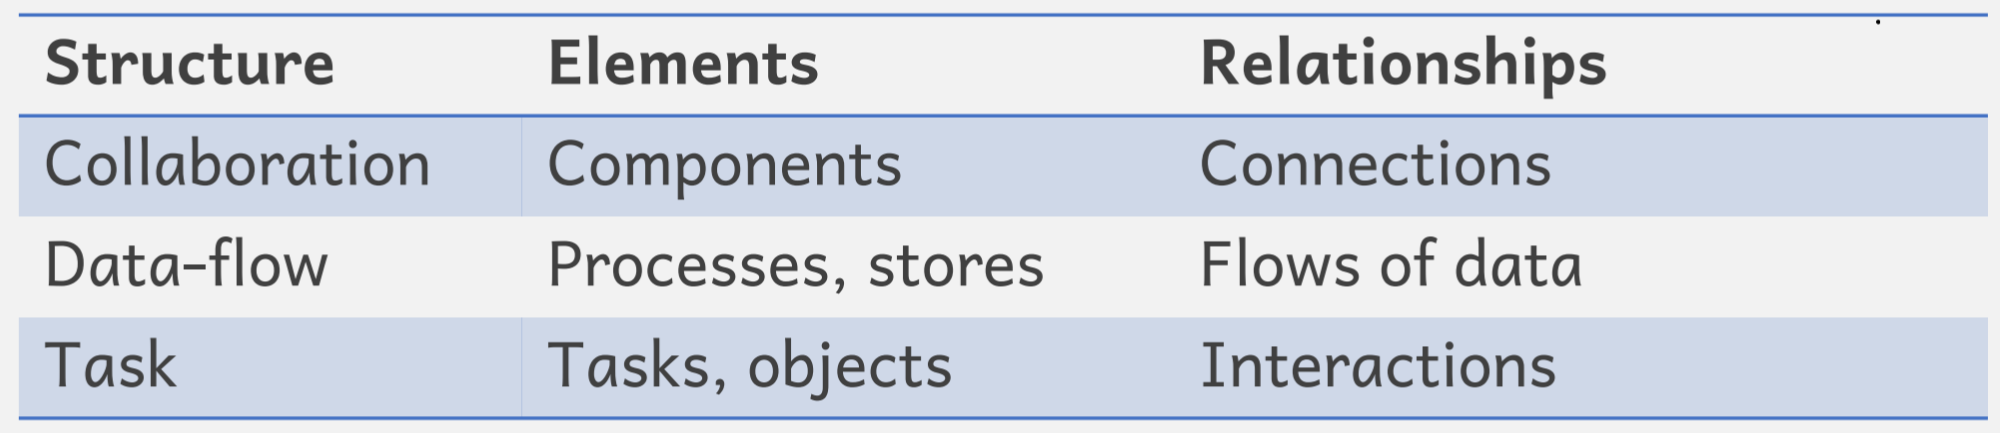 Structure Elements Relationships
Collaboration Components Connections
Data-flow Processes, stores Flows of data
Task Tasks, objects Interactions